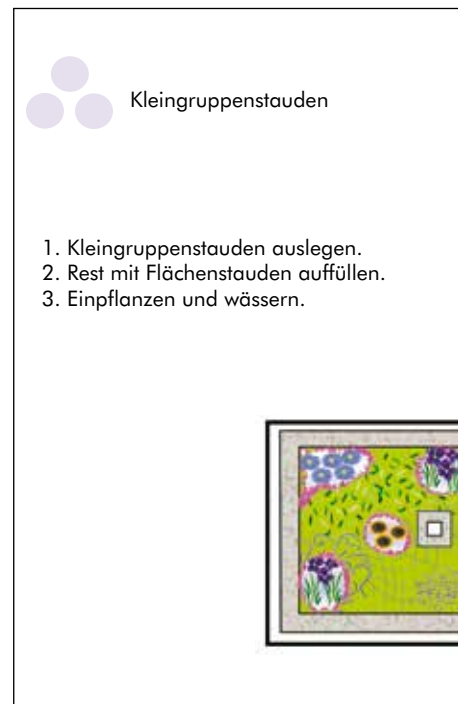 Kleingruppenstauden
1. Kleingruppenstauden auslegen.
2. Rest mit Flächenstauden auffüllen.
3. Einpflanzen und wässern.